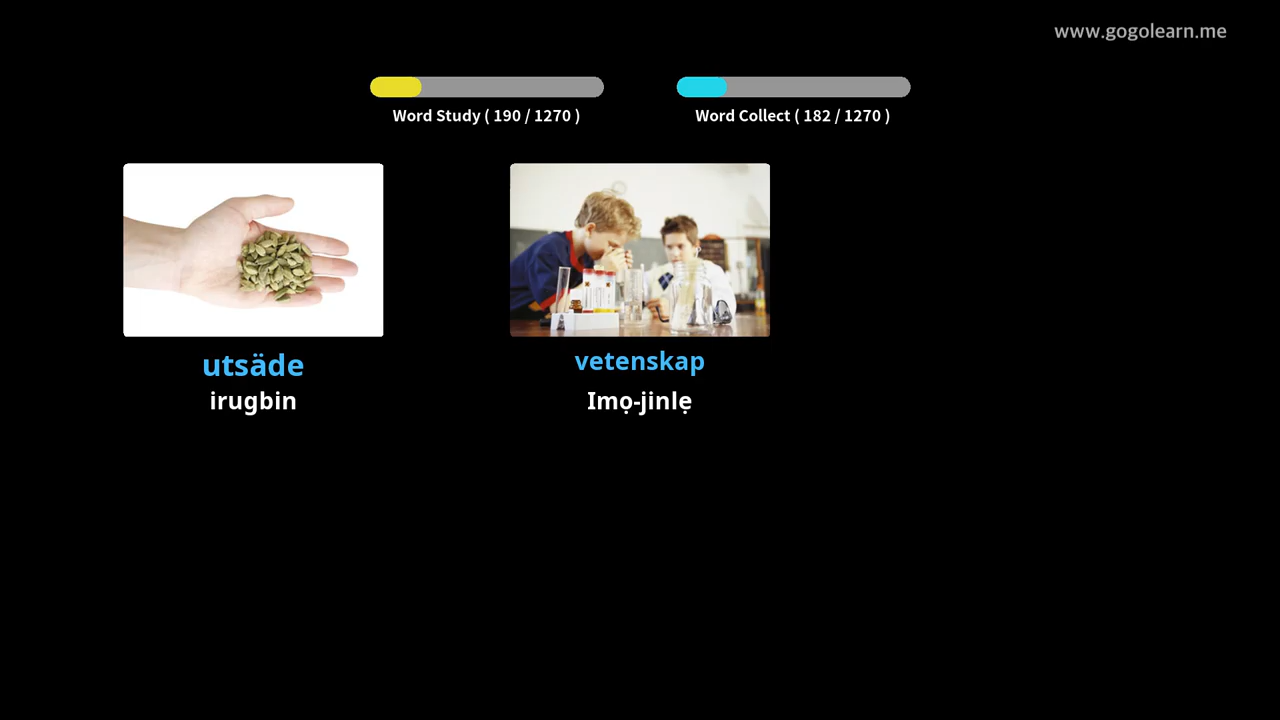 www.gogolearn.me
Word Study ( 190 / 1270 )
Word Collect ( 182 / 1270 )
utsäde
irugbin
vetenskap
Imọ-jinlẹ